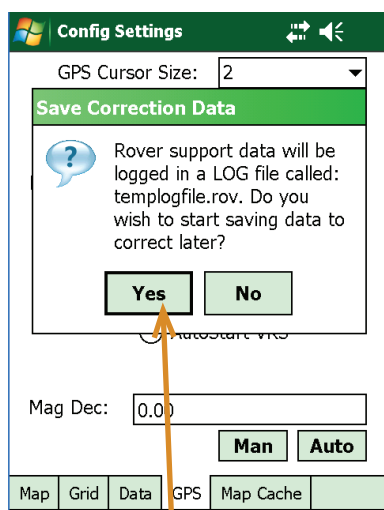 Config Settings
GPS Cursor Size: 2
Save Correction Data
?
Rover support data will be
logged in a LOG file called:
templogfile.rov. Do you
wish to start saving data to
correct later?
Yes No
AutoStart VRS
Mag Dec: 0.00
Man Auto
Map Grid Data GPS Map Cache